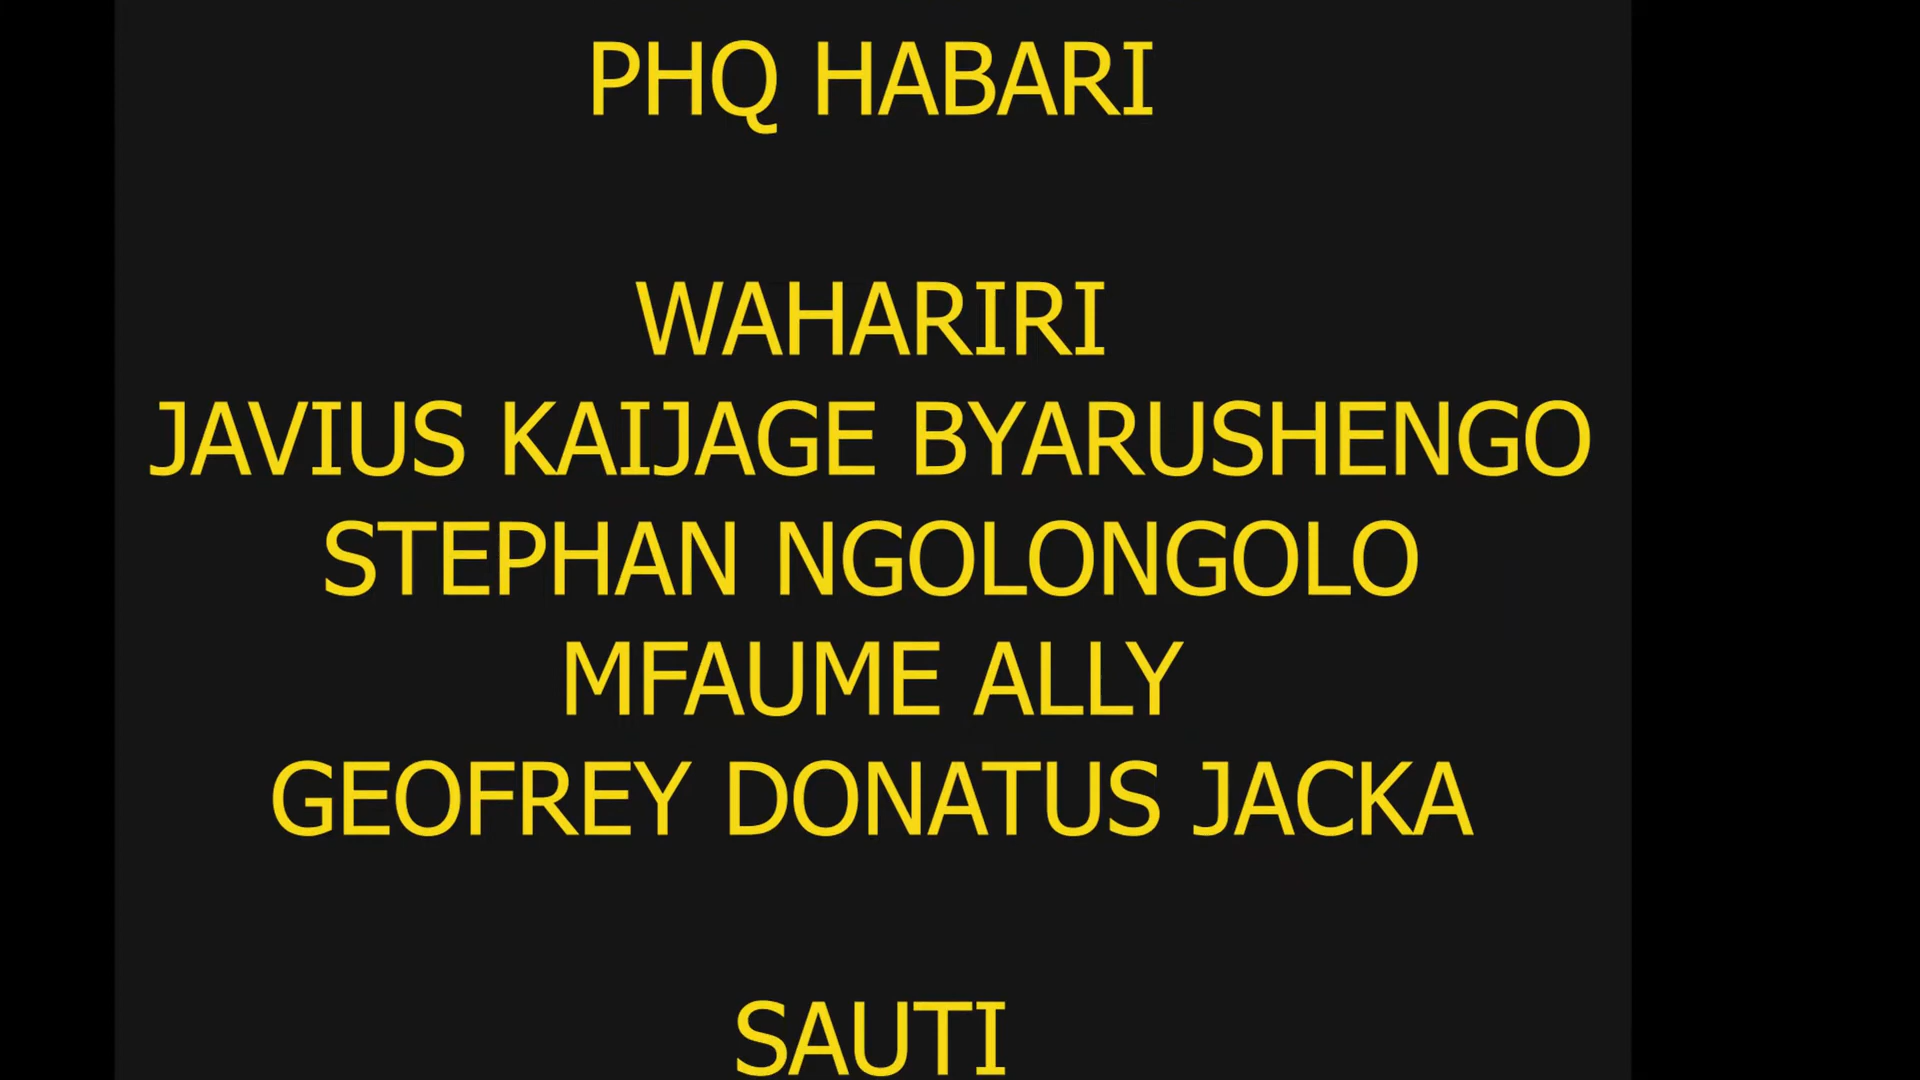 PHQ HABARI
WAHARIRI
JAVIUS KAIJAGE BYARUSHENGO
STEPHAN NGOLONGOLO
MFAUME ALLY
GEOFREY DONATUS JACKA
SAUTI